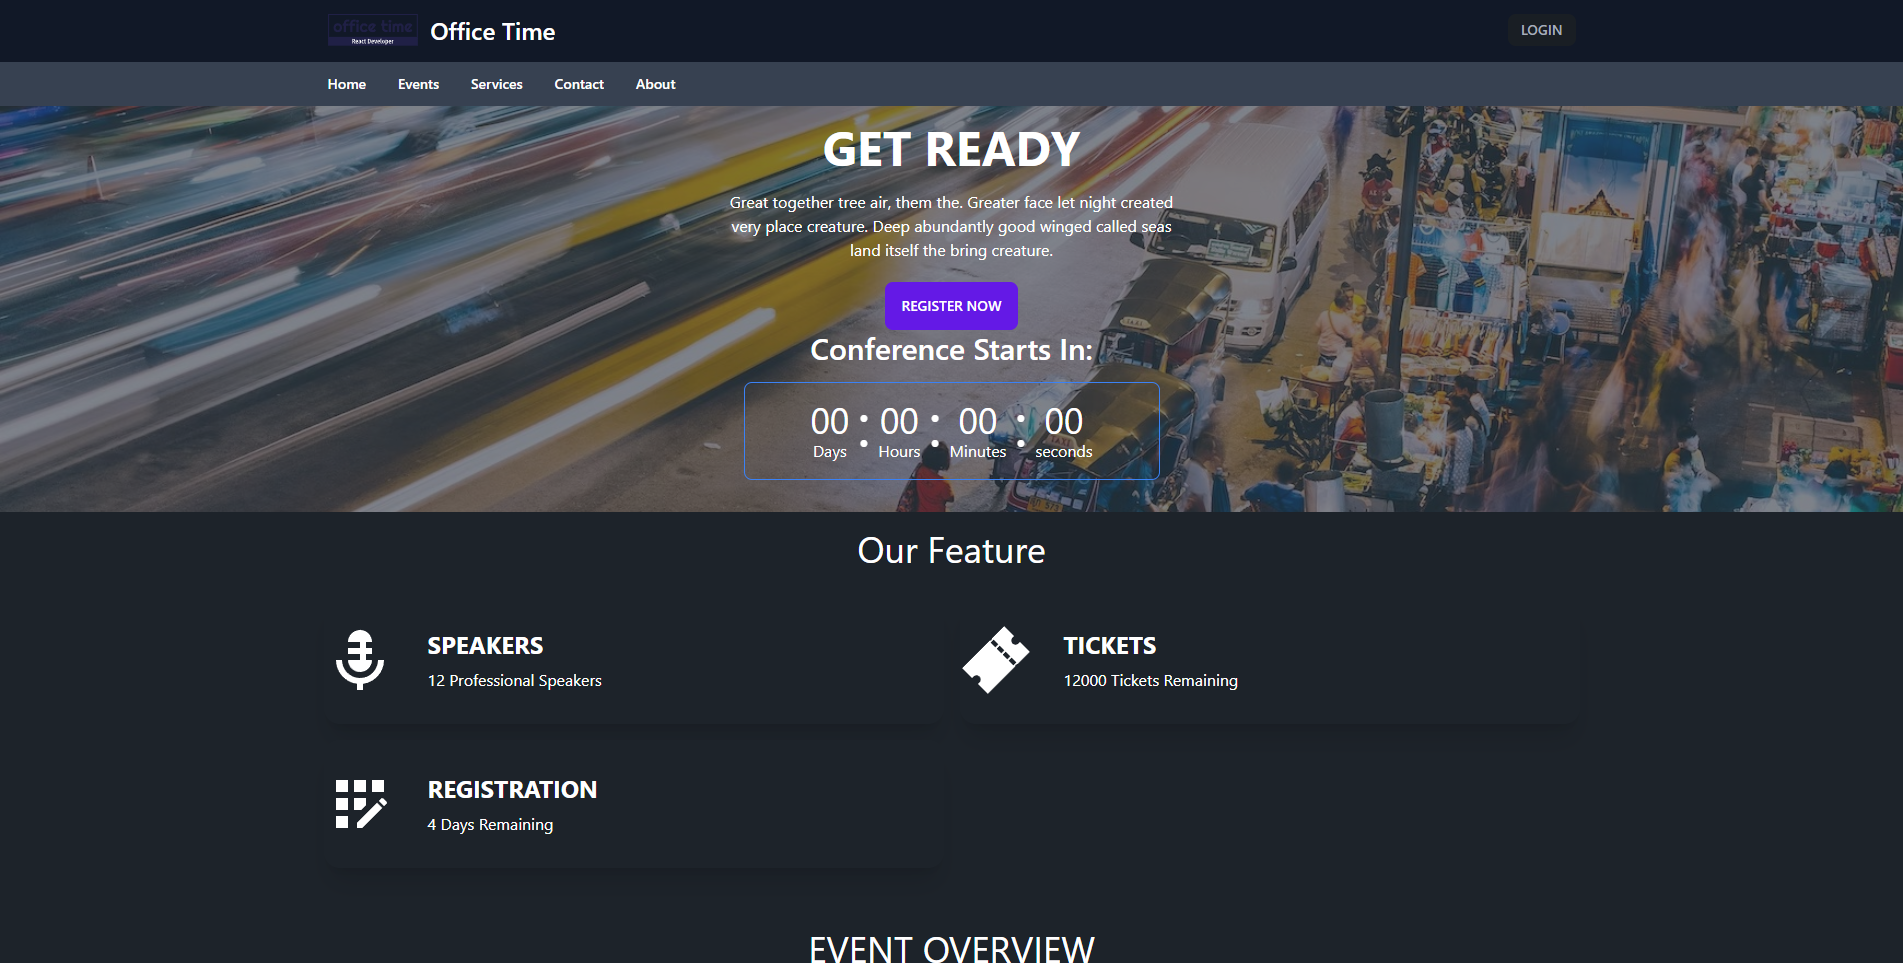 office time
React Developer
Office Time
LOGIN
Home Events Services Contact About
GET READY
Great together tree air, them the. Greater face let night created
very place creature. Deep abundantly good winged called seas
land itself the bring creature.
REGISTER NOW
Conference Starts In:
00 : 00 : 00 : 00
Days Hours Minutes seconds
Our Feature
SPEAKERS
12 Professional Speakers
TICKETS
12000 Tickets Remaining
REGISTRATION
4 Days Remaining
EVENT OVERVIEW